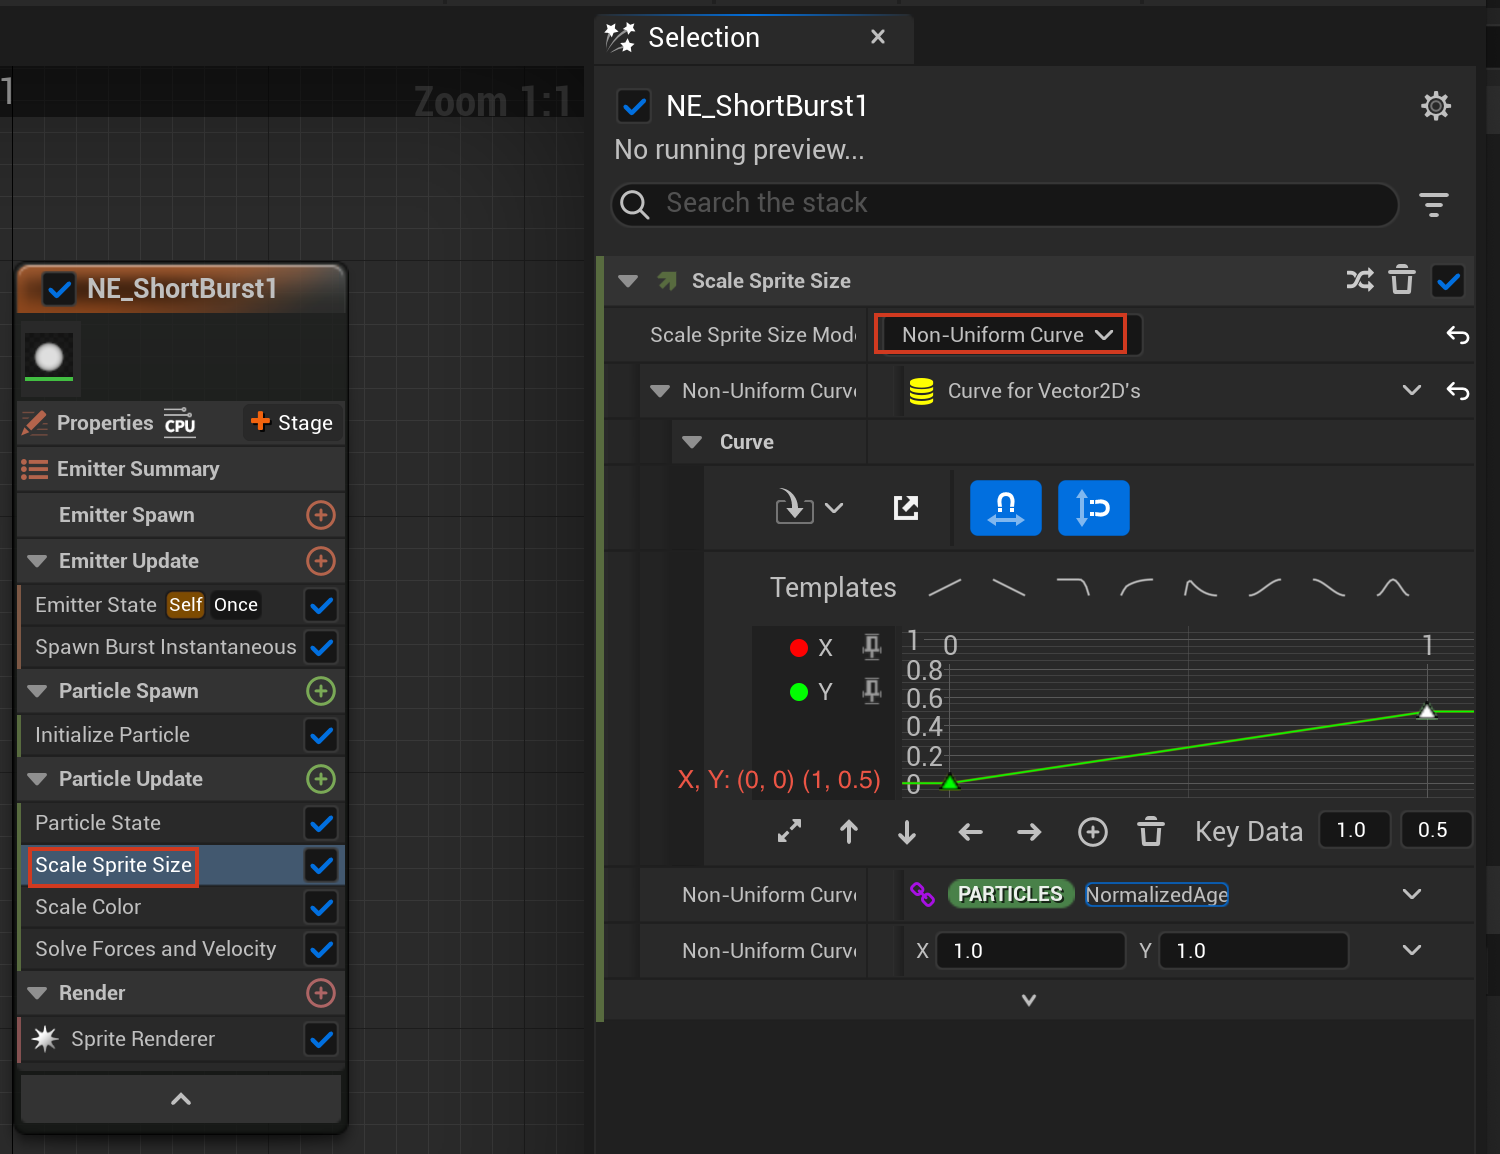 1
Zoom 1:1
NE_ShortBurst1
Properties CPU + Stage
Emitter Summary
Emitter Spawn
Emitter Update
Emitter State Self Once
Spawn Burst Instantaneous
Particle Spawn
Initialize Particle
Particle Update
Particle State
Scale Sprite Size
Scale Color
Solve Forces and Velocity
Render
Sprite Renderer
Selection
NE_ShortBurst1
No running preview...
Search the stack
Scale Sprite Size
Scale Sprite Size Mod Non-Uniform Curve
Non-Uniform Curv Curve for Vector2D's
Curve
Templates
X
Y
1
0.8
0.6
0.4
0.2
0
0 1
X, Y: (0, 0) (1, 0.5)
Key Data 1.0 0.5
Non-Uniform Curv PARTICLES NormalizedAge
Non-Uniform Curv X 1.0 Y 1.0